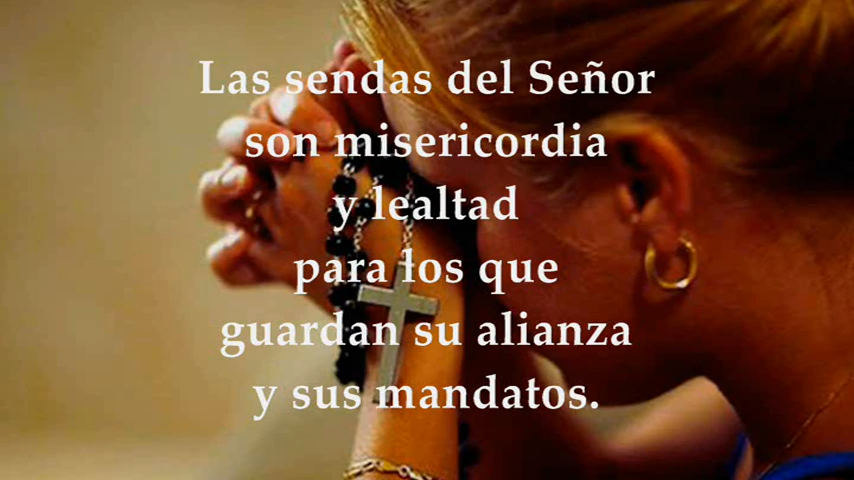 Las sendas del Señor
son misericordia
y lealtad
para los que
guardan su alianza
y sus mandatos.